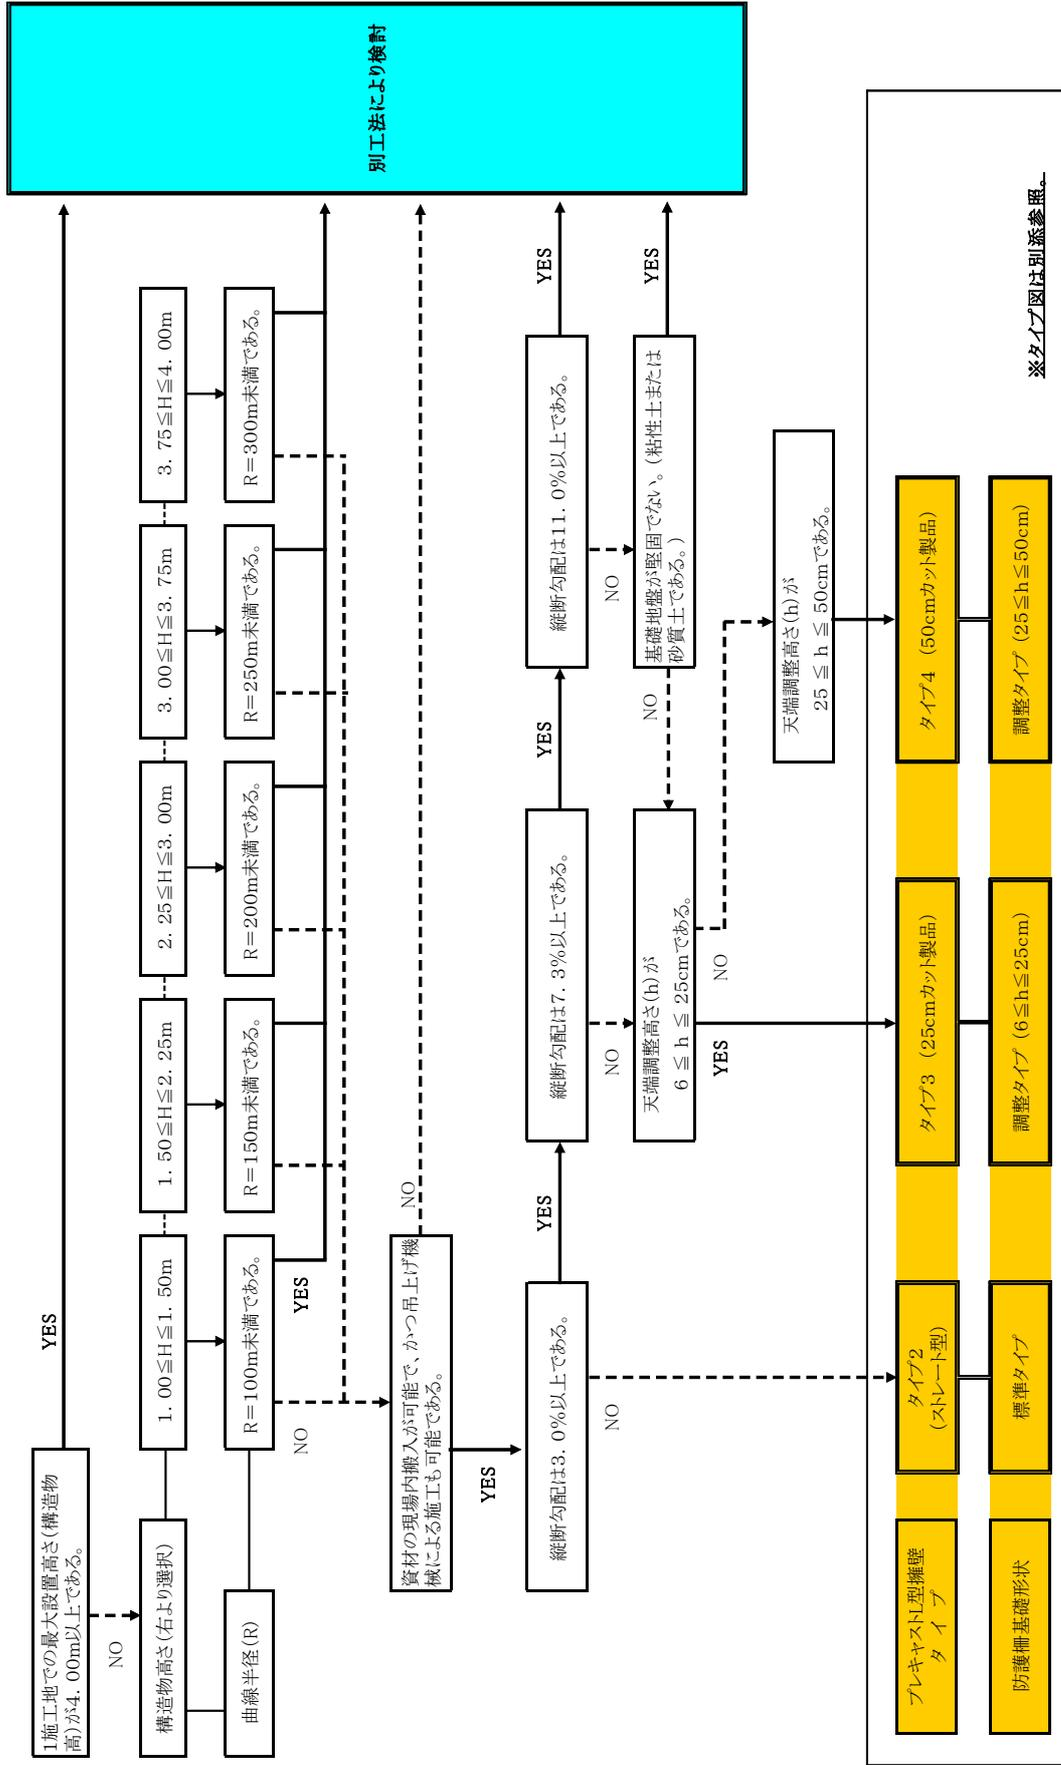 1施工地での最大設置高さ(構造物
高)が4.00m以上である。
YES
NO
別工法により検討
構造物高さ(右より選択)
1.00≦H≦1.50m
1.50≦H≦2.25m
2.25≦H≦3.00m
3.00≦H≦3.75m
3.75≦H≦4.00m
曲線半径(R)
R=100m未満である。
R=150m未満である。
R=200m未満である。
R=250m未満である。
R=300m未満である。
NO
YES
資材の現場内搬入が可能で、かつ吊上げ機
械による施工も可能である。
NO
YES
縦断勾配は3.0%以上である。
YES
縦断勾配は7.3%以上である。
YES
縦断勾配は11.0%以上である。
YES
NO
NO
NO
天端調整高さ(h)が
6 ≦ h ≦ 25cmである。
NO
基礎地盤が堅固でない。(粘性土または
砂質土である。)
YES
YES
NO
天端調整高さ(h)が
25 ≦ h ≦ 50cmである。
プレキャストL型擁壁
タ イ プ
タイプ2
(ストレート型)
タイプ3 (25cmカット製品)
タイプ4 (50cmカット製品)
防護柵基礎形状
標準タイプ
調整タイプ (6≦h≦25cm)
調整タイプ (25≦h≦50cm)
※タイプ図は別添参照。